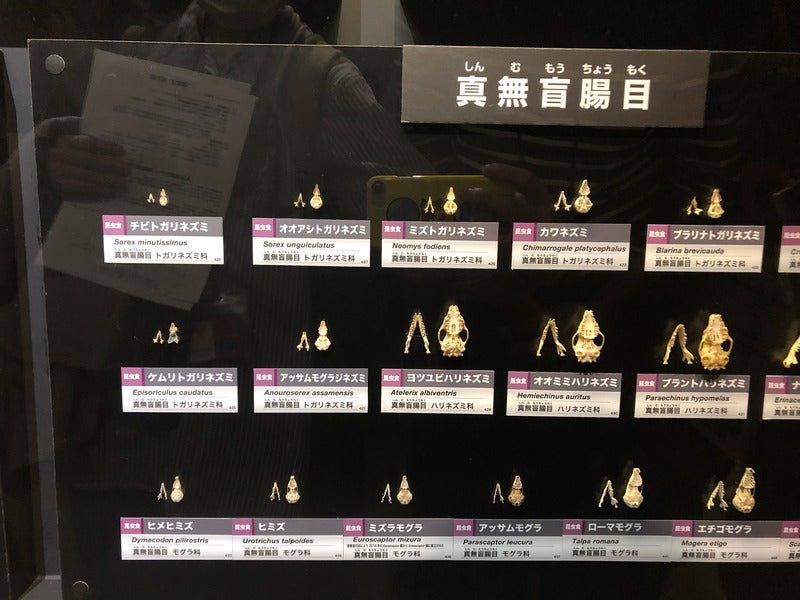 しん む もう ちょう もく
真無盲腸目
昆虫食 チビトガリネズミ
Sorex minutissimus
真無盲腸目 トガリネズミ科
昆虫食 オオアシトガリネズミ
Sorex unguiculatus
真無盲腸目 トガリネズミ科
昆虫食 ミズトガリネズミ
Neomys fodiens
真無盲腸目 トガリネズミ科
昆虫食 カワネズミ
Chimarrogale platycephalus
真無盲腸目 トガリネズミ科
昆虫食 ブラリナトガリネズミ
Blarina brevicauda
真無盲腸目 トガリネズミ科
昆虫食 ケムリトガリネズミ
Episoriculus caudatus
真無盲腸目 トガリネズミ科
昆虫食 アッサムモグラジネズミ
Anourosorex assamensis
真無盲腸目 トガリネズミ科
昆虫食 ヨツユビハリネズミ
Atelerix albiventris
真無盲腸目 ハリネズミ科
昆虫食 オオミミハリネズミ
Hemiechinus auritus
真無盲腸目 ハリネズミ科
昆虫食 ブラントハリネズミ
Paraechinus hypomelas
真無盲腸目 ハリネズミ科
昆虫食 ヒメヒミズ
Dymecodon pilirostris
真無盲腸目 モグラ科
昆虫食 ヒミズ
Urotrichus talpoides
真無盲腸目 モグラ科
昆虫食 ミズラモグラ
Euroscaptor mizura
真無盲腸目 モグラ科
昆虫食 アッサムモグラ
Parascaptor leucura
真無盲腸目 モグラ科
昆虫食 ローマモグラ
Talpa romana
真無盲腸目 モグラ科
昆虫食 エチゴモグラ
Mogera etigo
真無盲腸目 モグラ科